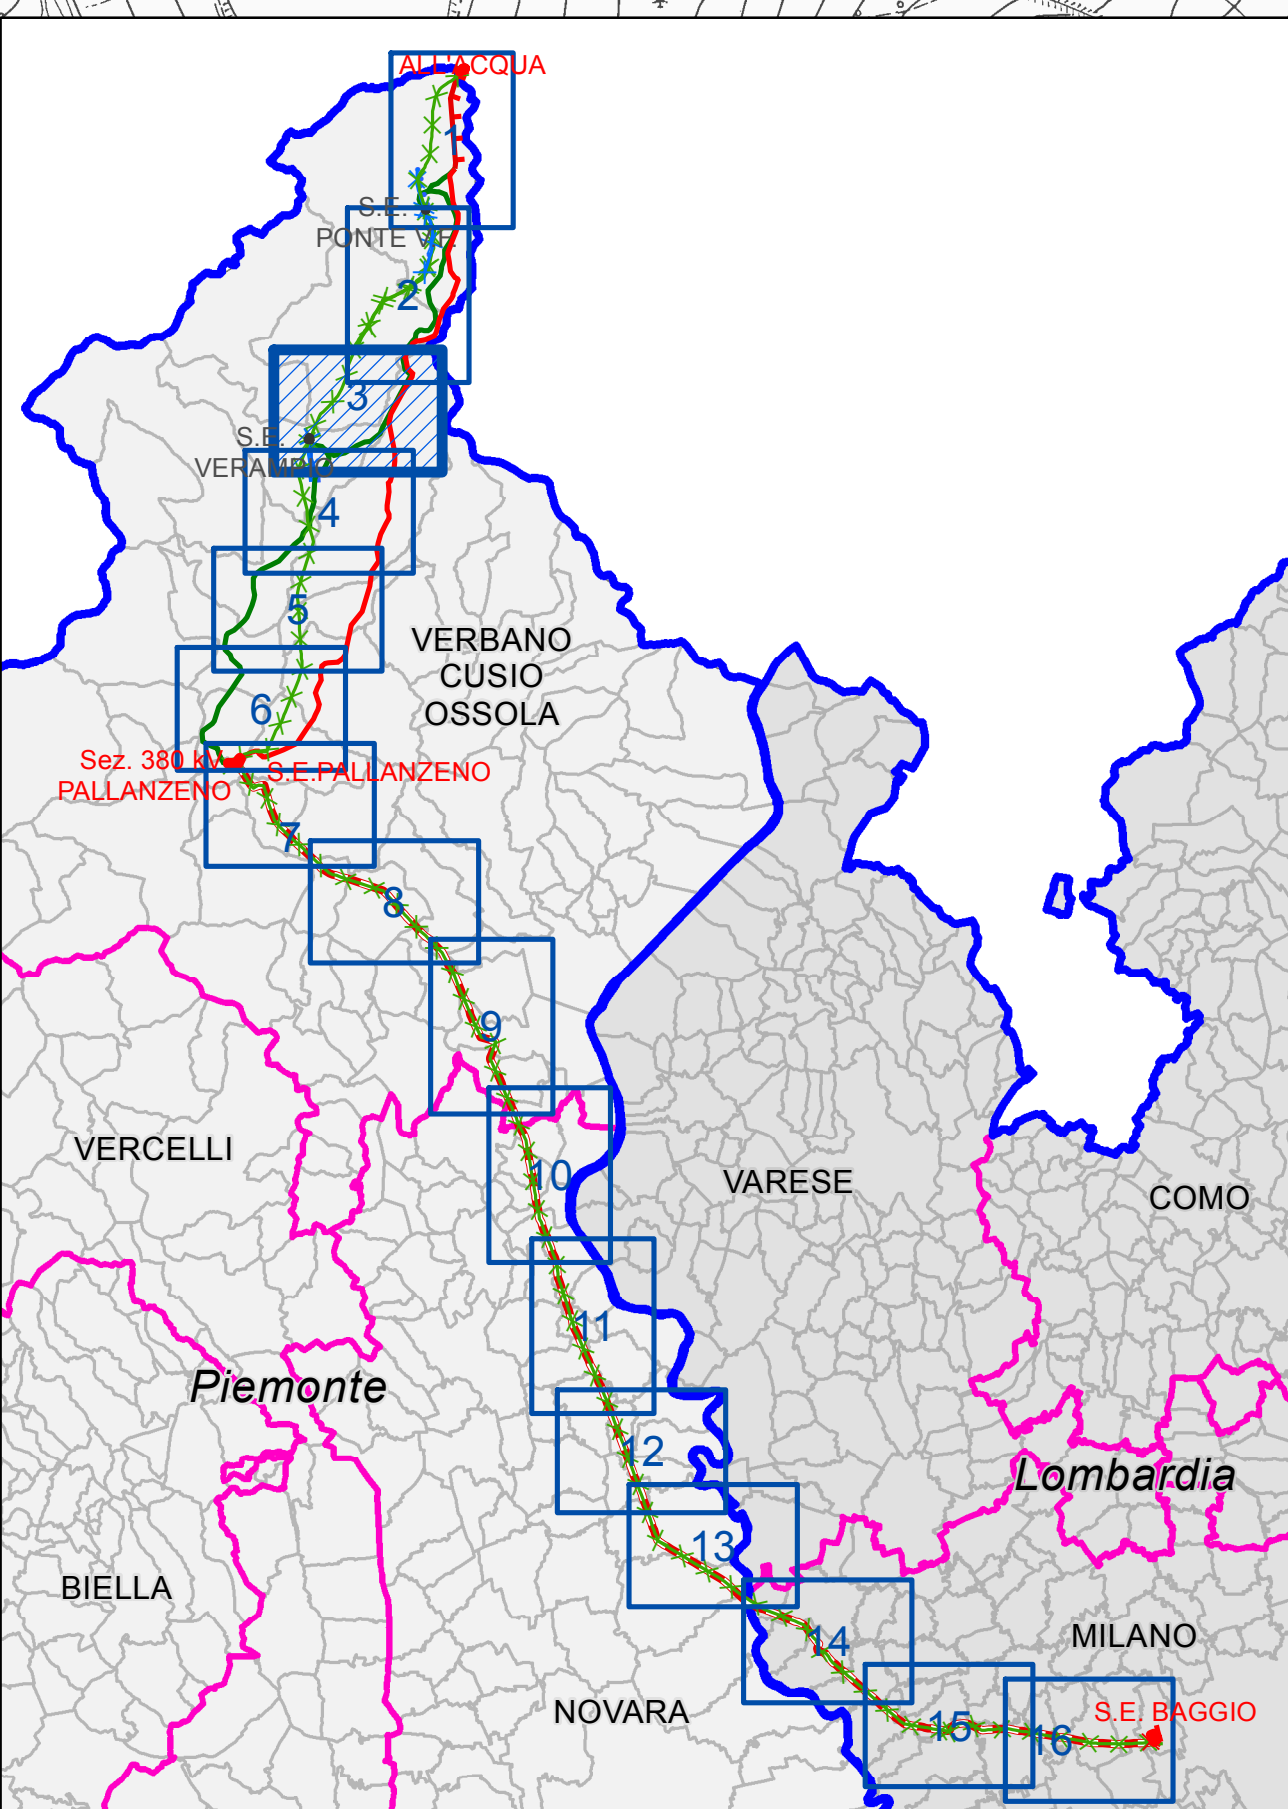 ALL'ACQUA
1
S.E.
PONTE V.F.
2
3
S.E.
VERAMPIO
4
5
VERBANO
CUSIO
OSSOLA
6
Sez. 380 kV
PALLANZENO
S.E.PALLANZENO
7
8
9
VERCELLI
10
VARESE
COMO
11
Piemonte
12
Lombardia
13
BIELLA
14
MILANO
NOVARA
15
16
S.E. BAGGIO